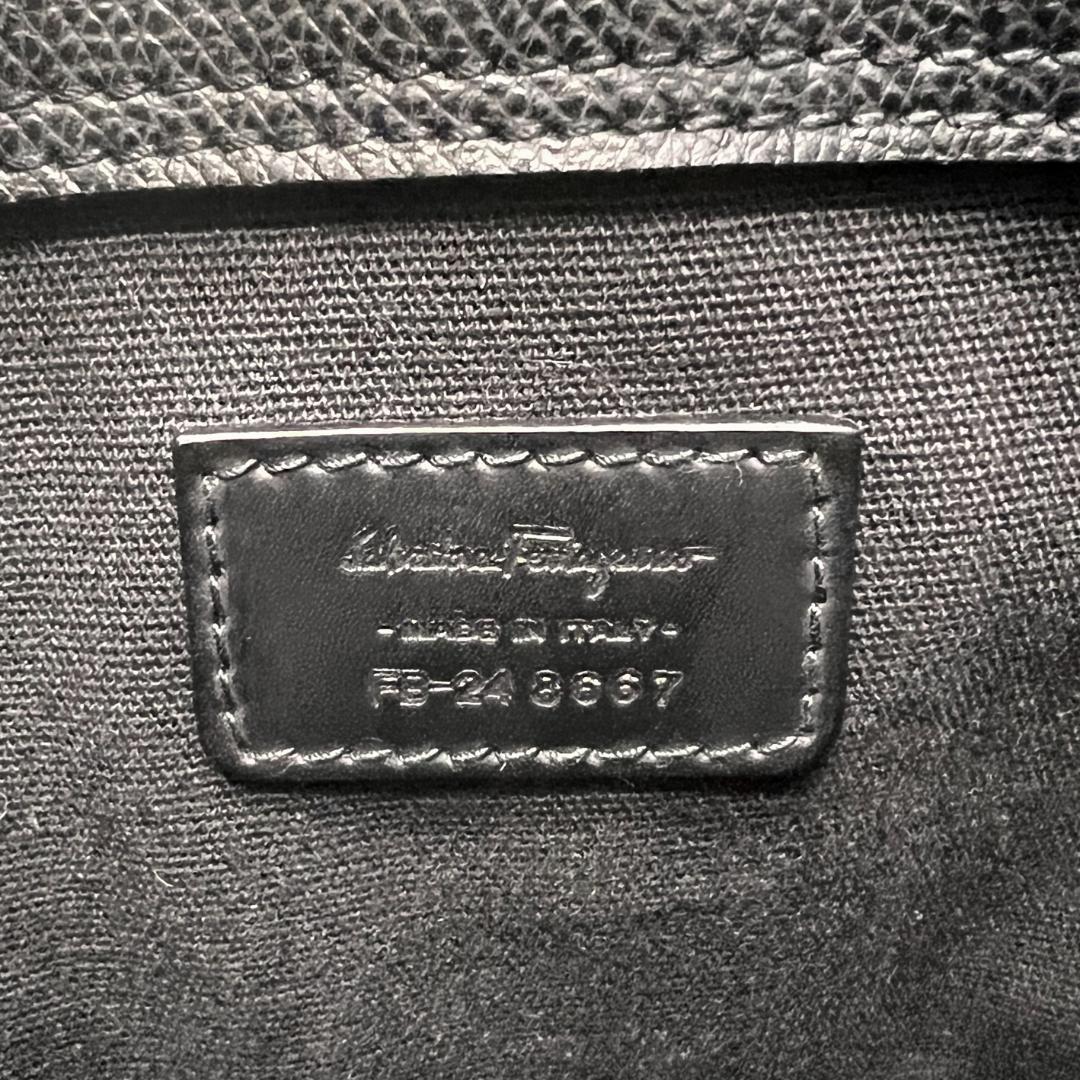 Salvatore Ferragamo
-MADE IN ITALY-
FB-24 8667